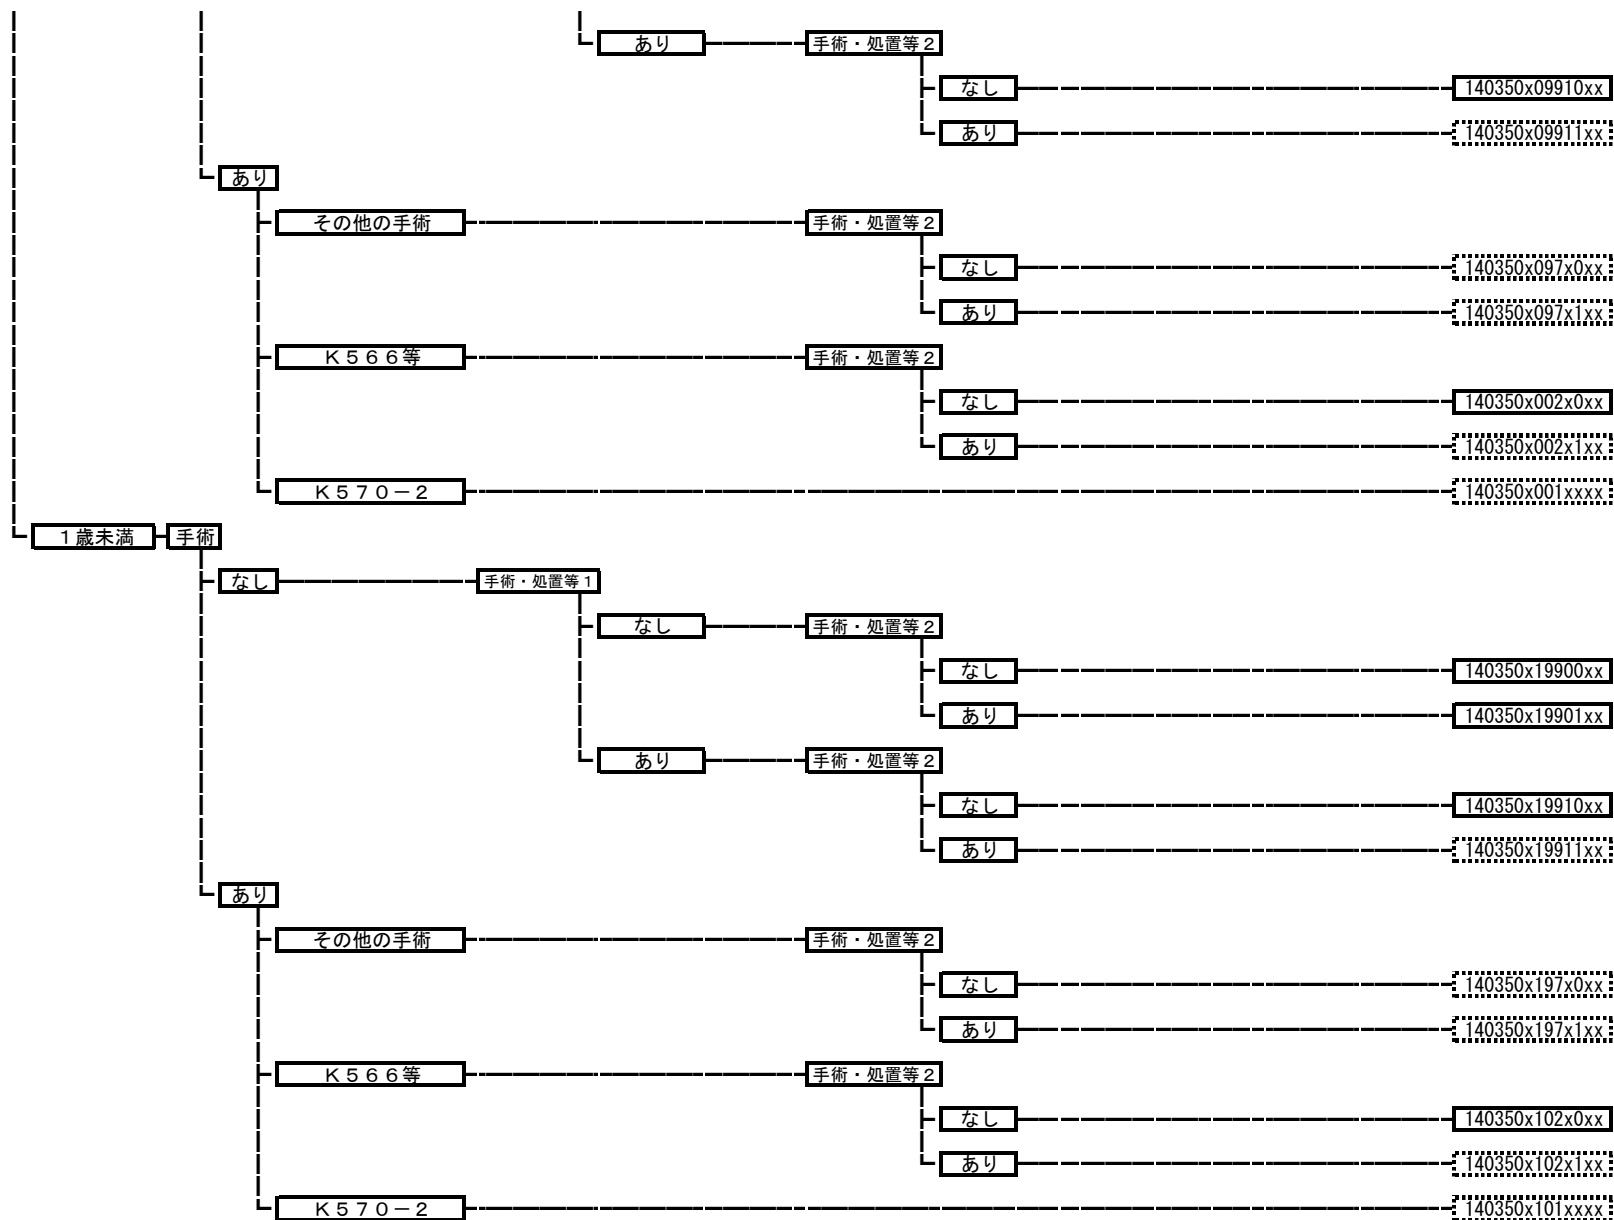 あり 手術・処置等２
なし 140350x09910xx
あり 140350x09911xx
あり
その他の手術 手術・処置等２
なし 140350x097x0xx
あり 140350x097x1xx
Ｋ５６６等 手術・処置等２
なし 140350x002x0xx
あり 140350x002x1xx
Ｋ５７０－２ 140350x001xxxx
１歳未満 手術
なし 手術・処置等１
なし 手術・処置等２
なし 140350x19900xx
あり 140350x19901xx
あり 手術・処置等２
なし 140350x19910xx
あり 140350x19911xx
あり
その他の手術 手術・処置等２
なし 140350x197x0xx
あり 140350x197x1xx
Ｋ５６６等 手術・処置等２
なし 140350x102x0xx
あり 140350x102x1xx
Ｋ５７０－２ 140350x101xxxx